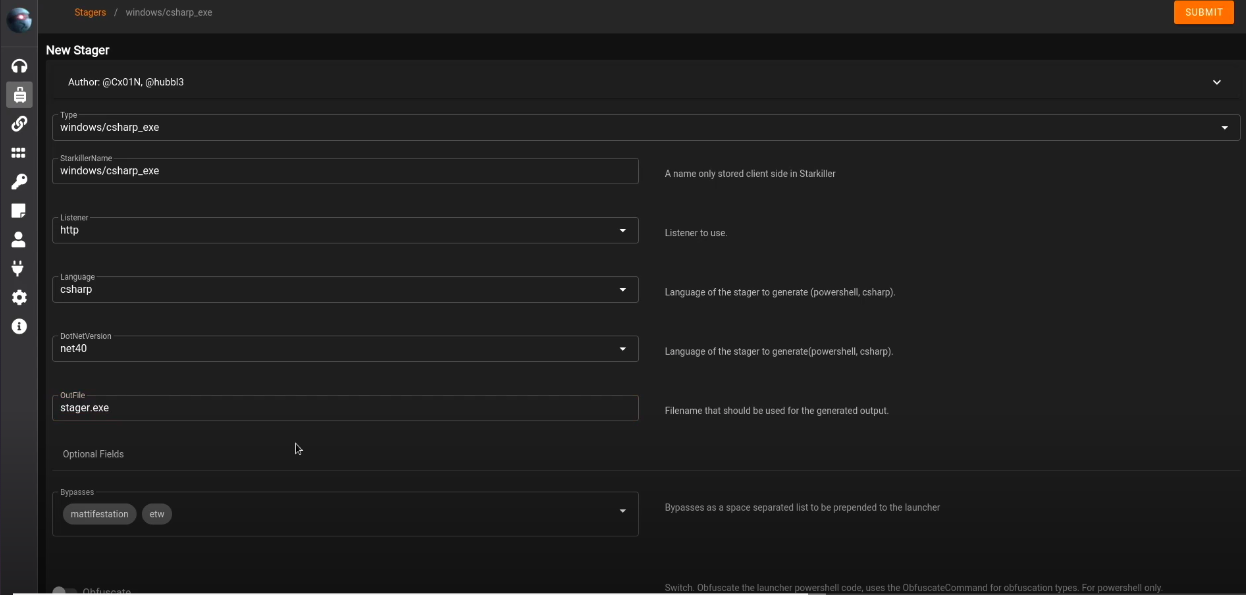 Stagers / windows/csharp_exe
SUBMIT
New Stager
Author: @Cx01N, @hubbl3
Type
windows/csharp_exe
StarkillerName
windows/csharp_exe
A name only stored client side in Starkiller
Listener
http
Listener to use.
Language
csharp
Language of the stager to generate (powershell, csharp).
DotNetVersion
net40
Language of the stager to generate(powershell, csharp).
OutFile
stager.exe
Filename that should be used for the generated output.
Optional Fields
Bypasses
mattifestation etw
Bypasses as a space separated list to be prepended to the launcher
Obfuscate
Switch. Obfuscate the launcher powershell code, uses the ObfuscateCommand for obfuscation types. For powershell only.